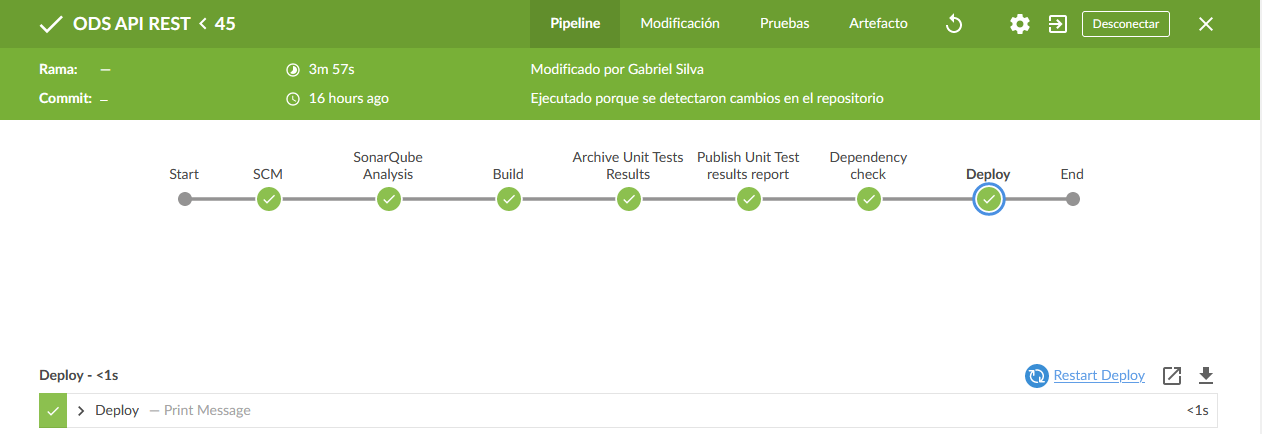 ODS API REST < 45
Pipeline
Modificación
Pruebas
Artefacto
Desconectar
Rama: —
3m 57s
Modificado por Gabriel Silva
Commit: —
16 hours ago
Ejecutado porque se detectaron cambios en el repositorio
Start
SCM
SonarQube
Analysis
Build
Archive Unit Tests
Results
Publish Unit Test
results report
Dependency
check
Deploy
End
Deploy - <1s
Restart Deploy
Deploy — Print Message
<1s